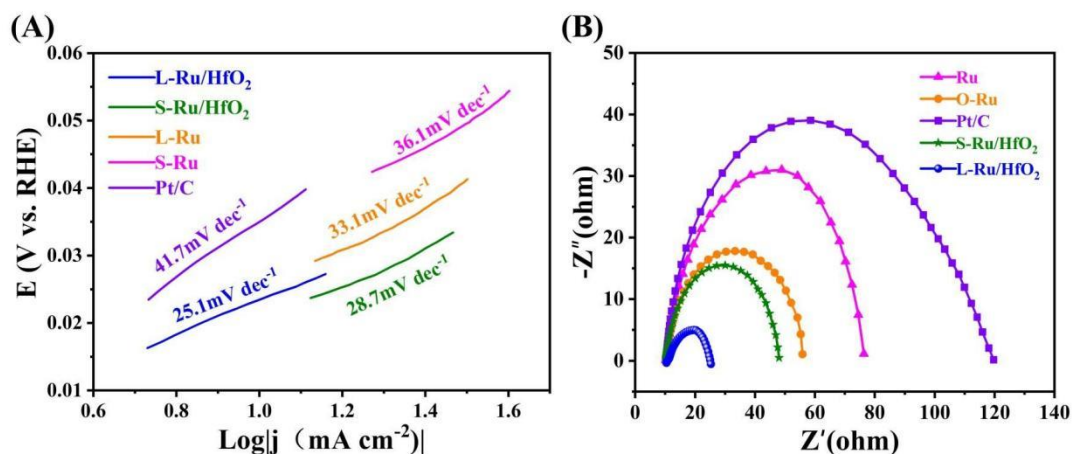 (A)
E (V vs. RHE)
0.06
0.05
0.04
0.03
0.02
0.01
L-Ru/HfO₂
S-Ru/HfO₂
L-Ru
S-Ru
Pt/C
41.7mV dec⁻¹
25.1mV dec⁻¹
36.1mV dec⁻¹
33.1mV dec⁻¹
28.7mV dec⁻¹
0.6 0.8 1.0 1.2 1.4 1.6
Log|j（mA cm⁻²)|
(B)
-Z″(ohm)
50
40
30
20
10
0
Ru
O-Ru
Pt/C
S-Ru/HfO₂
L-Ru/HfO₂
0 20 40 60 80 100 120 140
Z′(ohm)